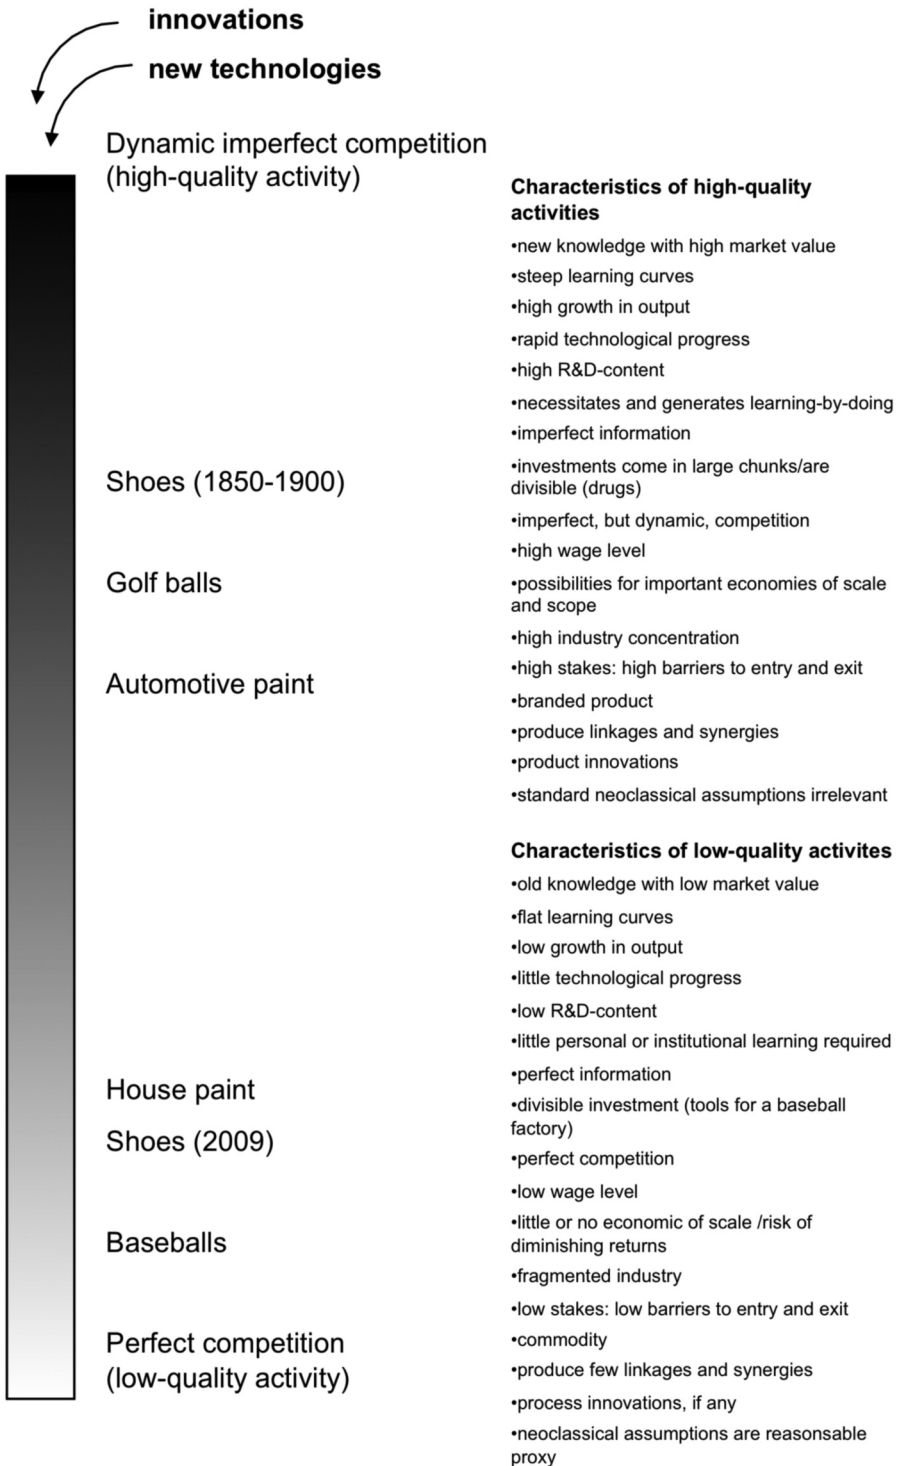 innovations
new technologies
Dynamic imperfect competition
(high-quality activity)
Shoes (1850-1900)
Golf balls
Automotive paint
House paint
Shoes (2009)
Baseballs
Perfect competition
(low-quality activity)
Characteristics of high-quality
activities
•new knowledge with high market value
•steep learning curves
•high growth in output
•rapid technological progress
•high R&D-content
•necessitates and generates learning-by-doing
•imperfect information
•investments come in large chunks/are
divisible (drugs)
•imperfect, but dynamic, competition
•high wage level
•possibilities for important economies of scale
and scope
•high industry concentration
•high stakes: high barriers to entry and exit
•branded product
•produce linkages and synergies
•product innovations
•standard neoclassical assumptions irrelevant
Characteristics of low-quality activites
•old knowledge with low market value
•flat learning curves
•low growth in output
•little technological progress
•low R&D-content
•little personal or institutional learning required
•perfect information
•divisible investment (tools for a baseball
factory)
•perfect competition
•low wage level
•little or no economic of scale /risk of
diminishing returns
•fragmented industry
•low stakes: low barriers to entry and exit
•commodity
•produce few linkages and synergies
•process innovations, if any
•neoclassical assumptions are reasonsable
proxy